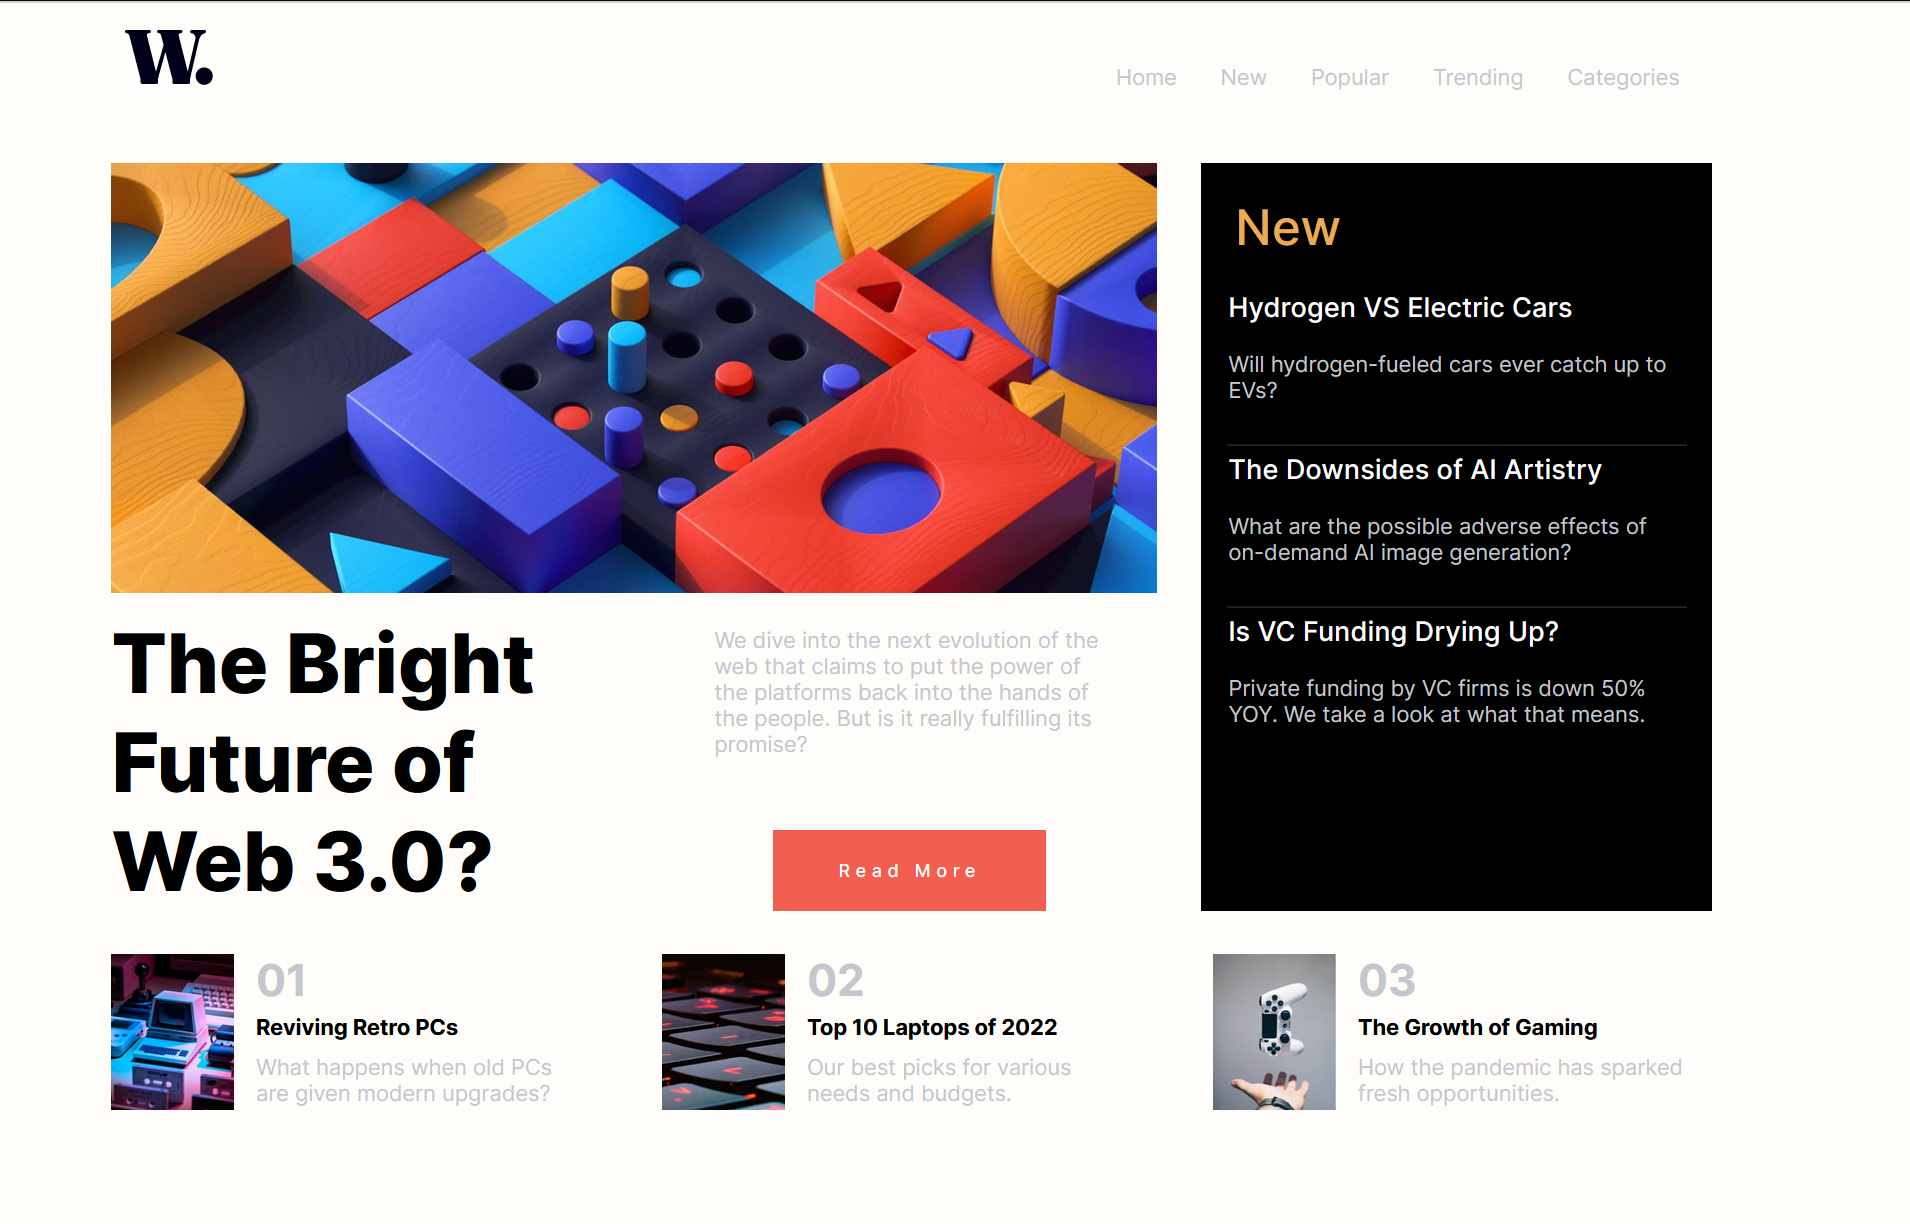 W.
Home New Popular Trending Categories
The Bright
Future of
Web 3.0?
We dive into the next evolution of the
web that claims to put the power of
the platforms back into the hands of
the people. But is it really fulfilling its
promise?
Read More
New
Hydrogen VS Electric Cars
Will hydrogen-fueled cars ever catch up to
EVs?
The Downsides of AI Artistry
What are the possible adverse effects of
on-demand AI image generation?
Is VC Funding Drying Up?
Private funding by VC firms is down 50%
YOY. We take a look at what that means.
01
Reviving Retro PCs
What happens when old PCs
are given modern upgrades?
02
Top 10 Laptops of 2022
Our best picks for various
needs and budgets.
03
The Growth of Gaming
How the pandemic has sparked
fresh opportunities.